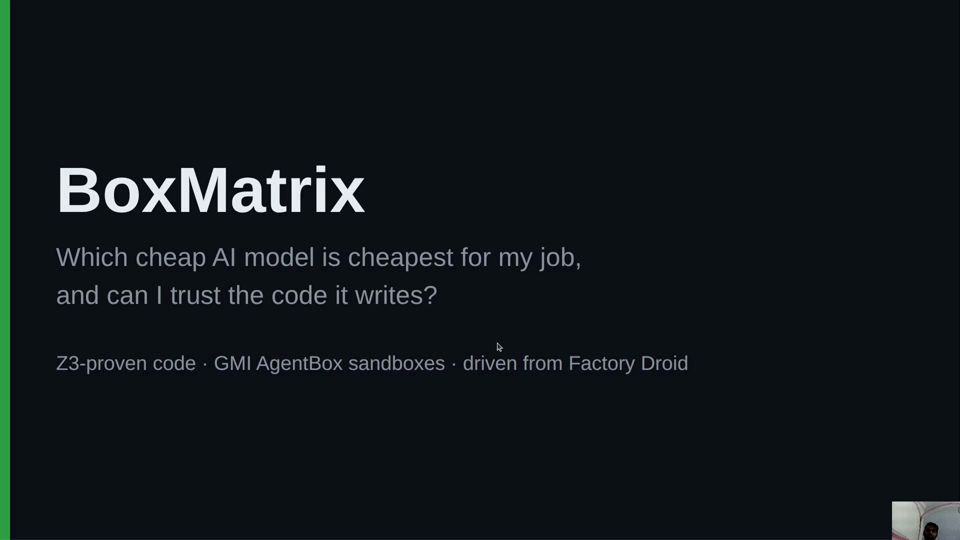 BoxMatrix
Which cheap AI model is cheapest for my job,
and can I trust the code it writes?
Z3-proven code · GMI AgentBox sandboxes · driven from Factory Droid